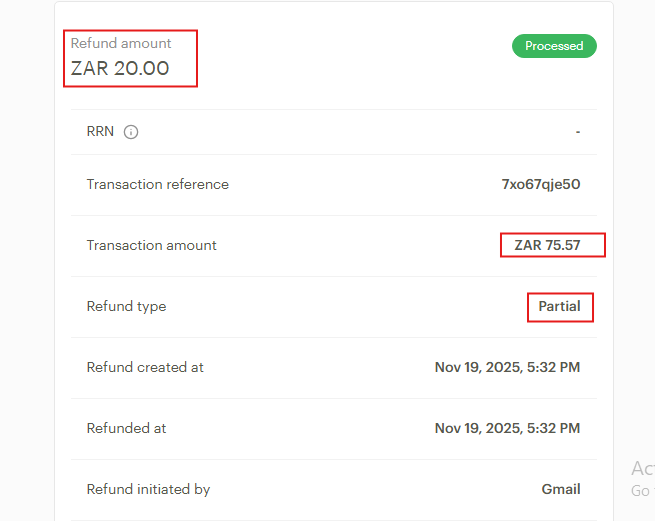 Refund amount
Processed
ZAR 20.00
RRN -
Transaction reference 7xo67qje50
Transaction amount ZAR 75.57
Refund type Partial
Refund created at Nov 19, 2025, 5:32 PM
Refunded at Nov 19, 2025, 5:32 PM
Refund initiated by Gmail
Go